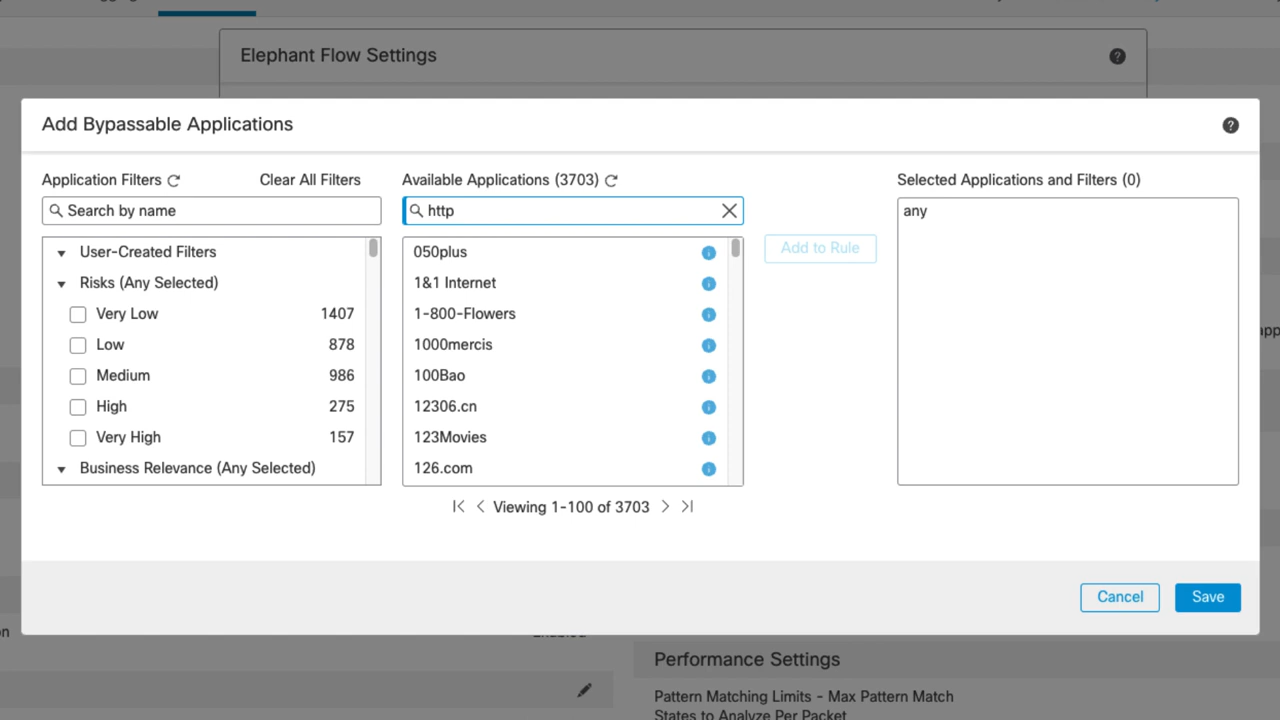 Elephant Flow Settings
Add Bypassable Applications
Application Filters
Clear All Filters
Search by name
User-Created Filters
Risks (Any Selected)
Very Low 1407
Low 878
Medium 986
High 275
Very High 157
Business Relevance (Any Selected)
Available Applications (3703)
http
050plus
1&1 Internet
1-800-Flowers
1000mercis
100Bao
12306.cn
123Movies
126.com
Viewing 1-100 of 3703
Add to Rule
Selected Applications and Filters (0)
any
Cancel
Save
Performance Settings
Pattern Matching Limits - Max Pattern Match
States to Analyze Per Packet